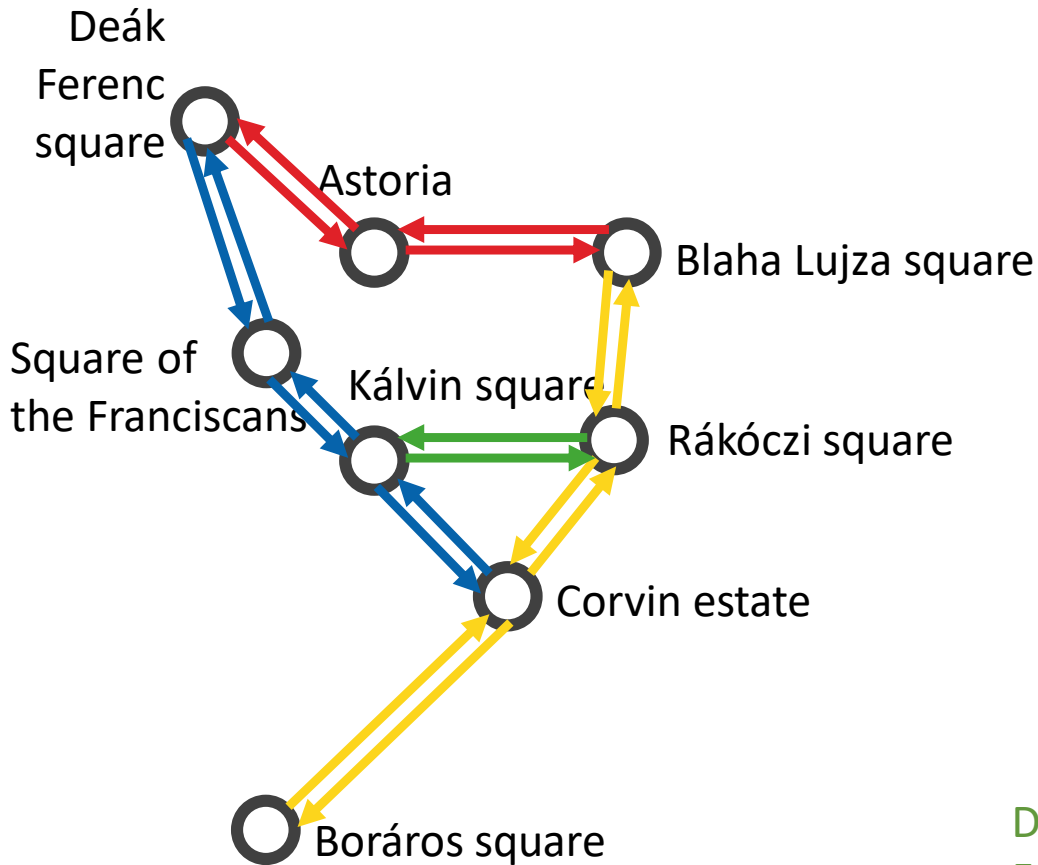 Deák
Ferenc
square
Astoria
Blaha Lujza square
Square of
the Franciscans
Kálvin square
Rákóczi square
Corvin estate
Boráros square
D